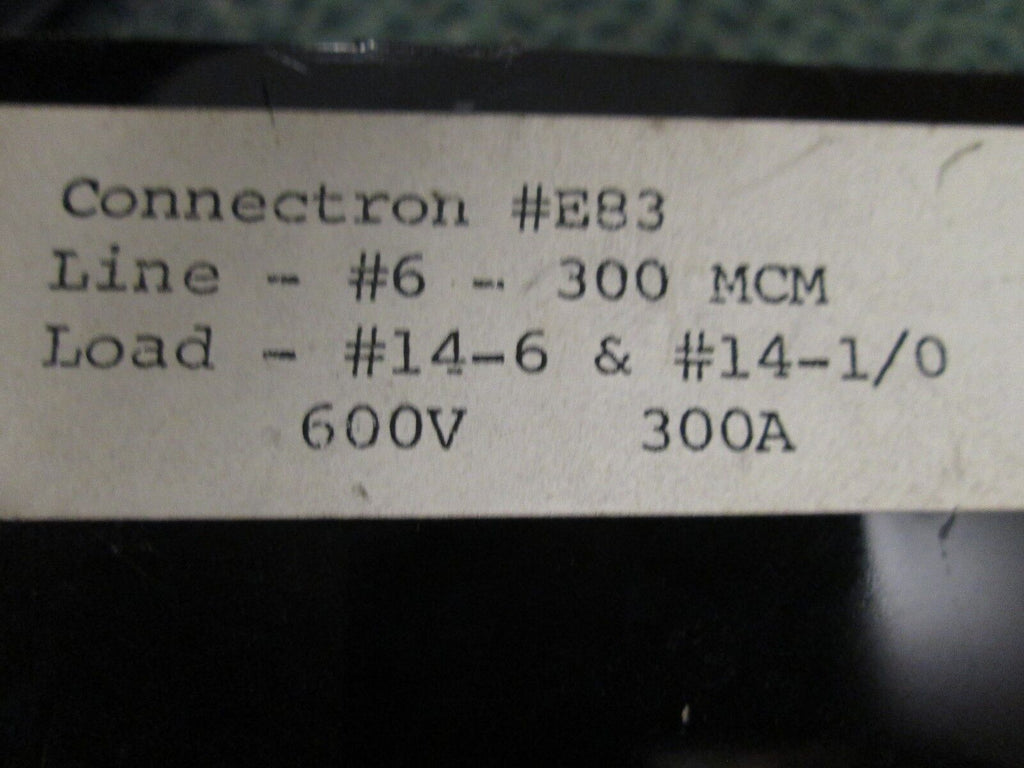 Connectron #E83
Line - #6 - 300 MCM
Load - #14-6 & #14-1/0
600V 300A